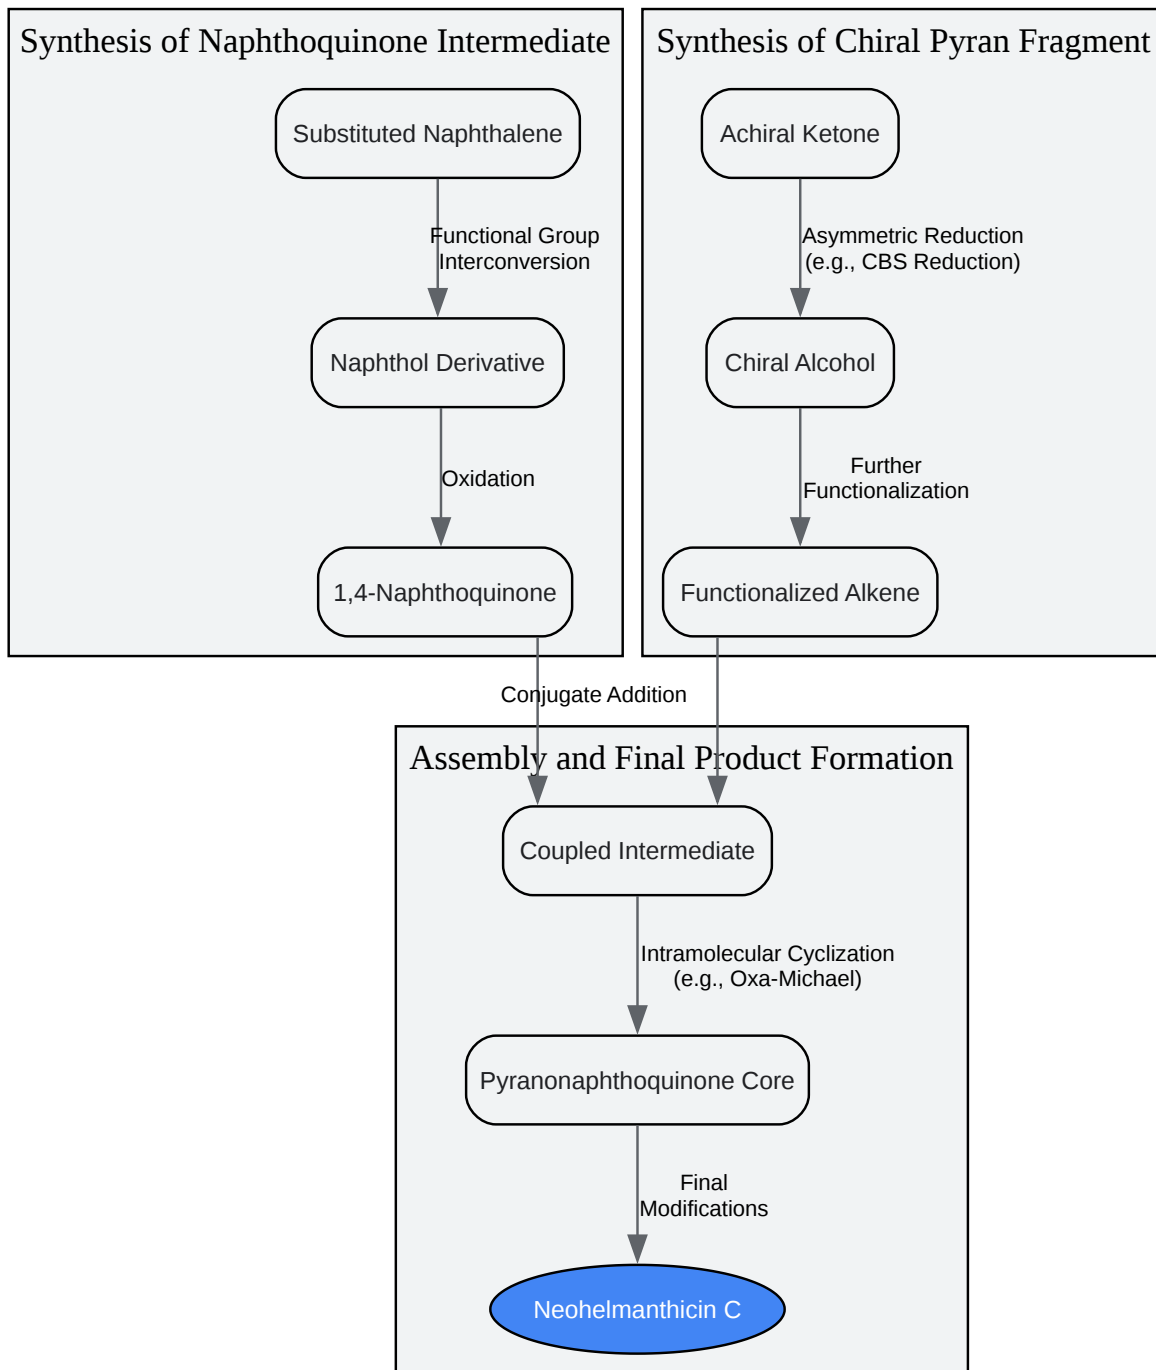 Synthesis of Naphthoquinone Intermediate
Substituted Naphthalene
Functional Group
Interconversion
Naphthol Derivative
Oxidation
1,4-Naphthoquinone
Synthesis of Chiral Pyran Fragment
Achiral Ketone
Asymmetric Reduction
(e.g., CBS Reduction)
Chiral Alcohol
Further
Functionalization
Functionalized Alkene
Conjugate Addition
Assembly and Final Product Formation
Coupled Intermediate
Intramolecular Cyclization
(e.g., Oxa-Michael)
Pyranonaphthoquinone Core
Final
Modifications
Neohelmanthicin C